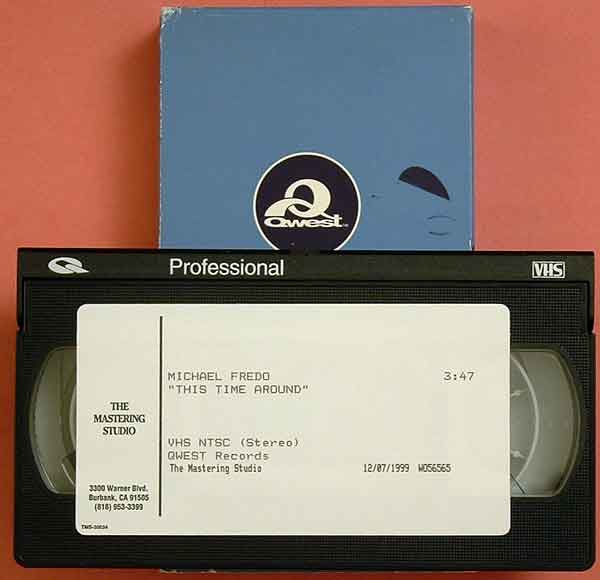 Qwest
Professional
VHS
MICHAEL FREDO 3:47
"THIS TIME AROUND"
THE
MASTERING
STUDIO
VHS NTSC (Stereo)
QWEST Records
The Mastering Studio 12/07/1999 WO56565
3300 Warner Blvd.
Burbank, CA 91505
(818) 953-3399